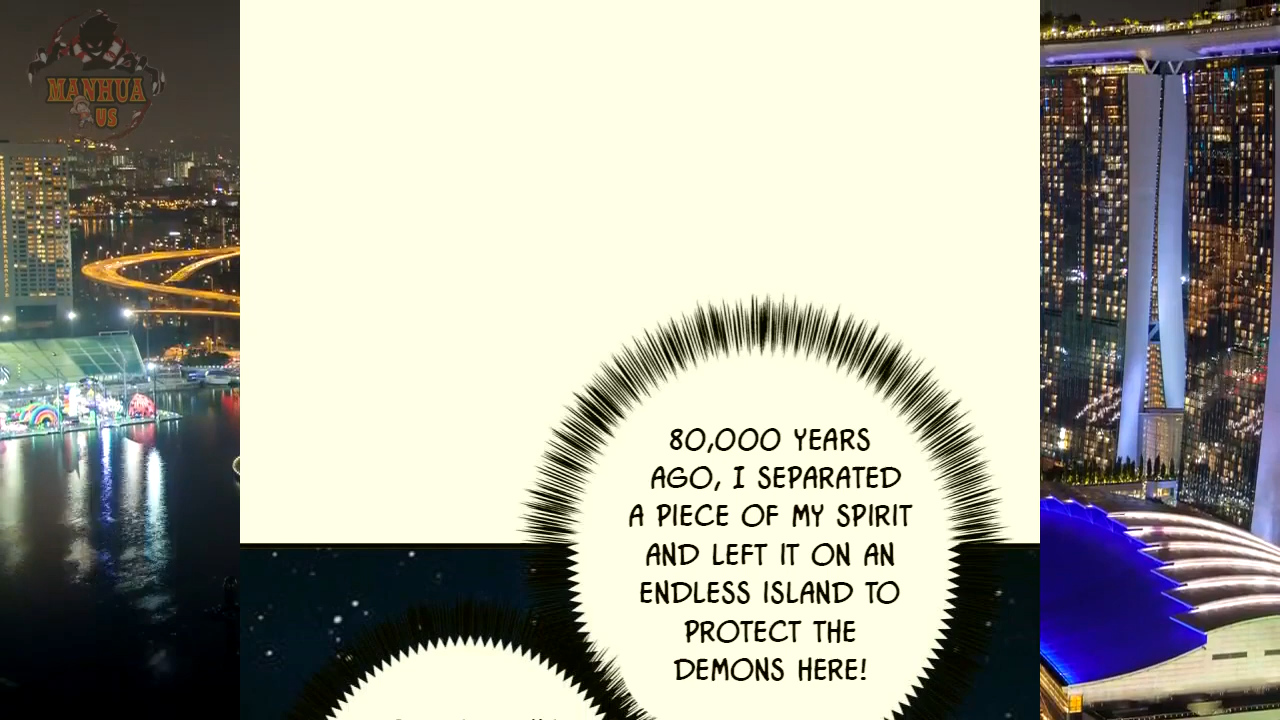 MANHUA
US
80,000 YEARS
AGO, I SEPARATED
A PIECE OF MY SPIRIT
AND LEFT IT ON AN
ENDLESS ISLAND TO
PROTECT THE
DEMONS HERE!